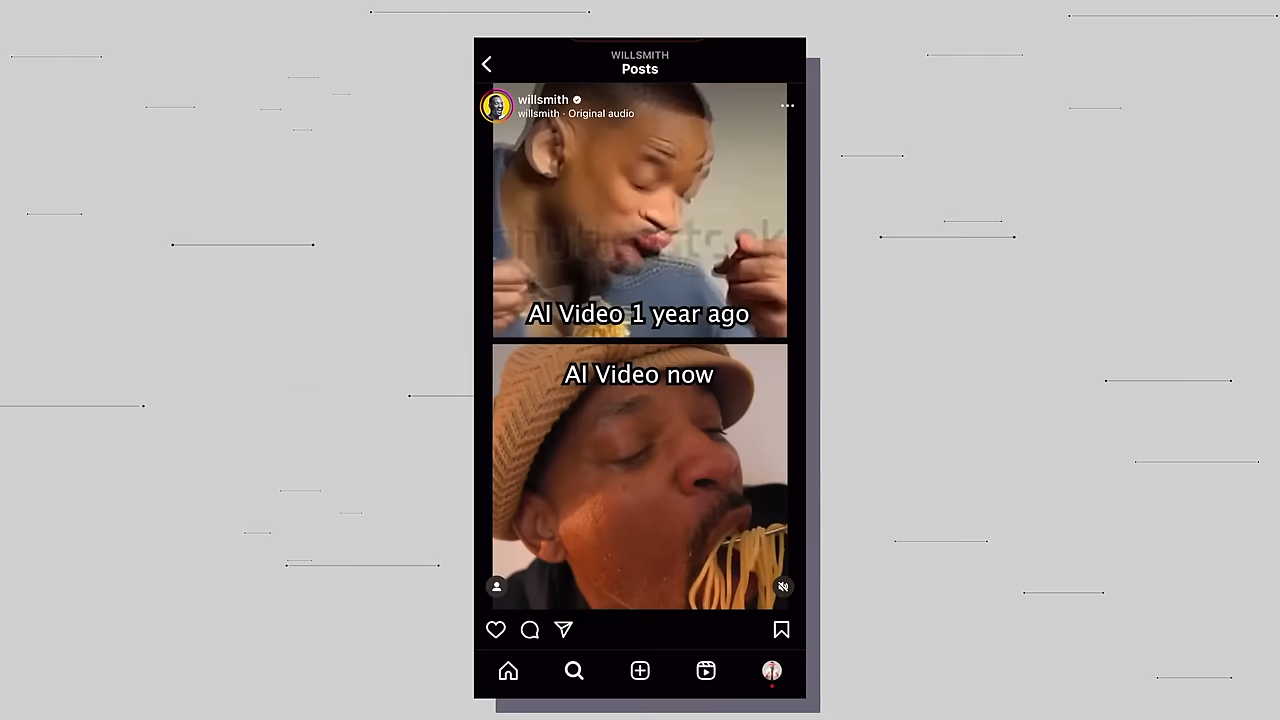 WILLSMITH
Posts
willsmith
willsmith · Original audio
AI Video 1 year ago
AI Video now